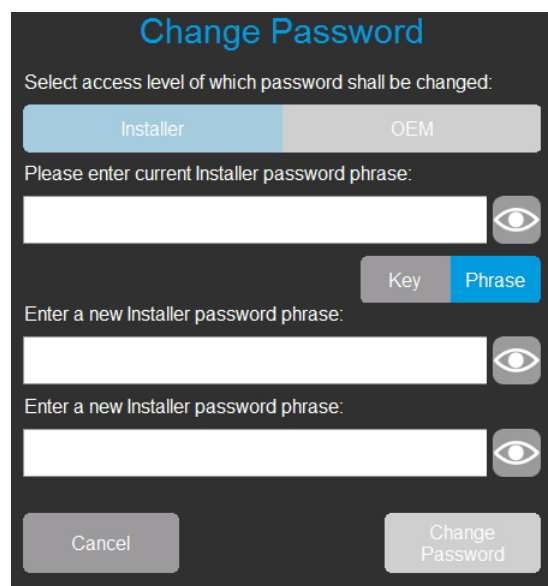 Change Password
Select access level of which password shall be changed:
Installer OEM
Please enter current Installer password phrase:
Key Phrase
Enter a new Installer password phrase:
Enter a new Installer password phrase:
Cancel
Change
Password